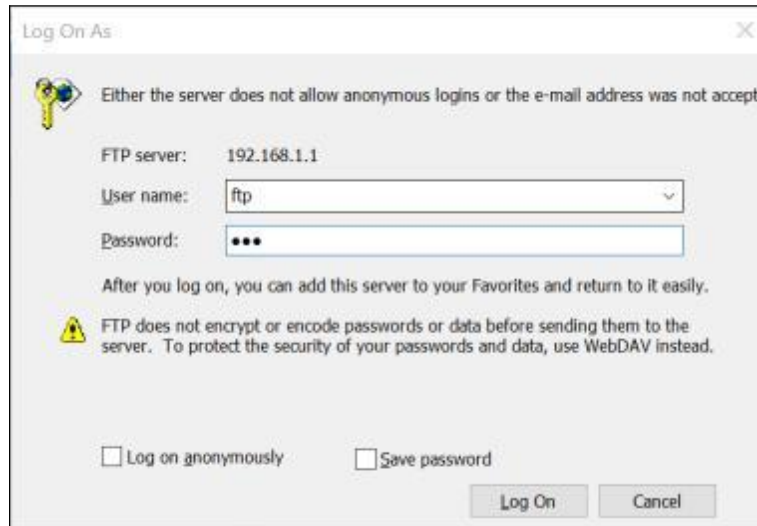 Log On As
Either the server does not allow anonymous logins or the e-mail address was not accept
FTP server: 192.168.1.1
User name: ftp
Password: •••
After you log on, you can add this server to your Favorites and return to it easily.
FTP does not encrypt or encode passwords or data before sending them to the
server. To protect the security of your passwords and data, use WebDAV instead.
Log on anonymously Save password
Log On Cancel